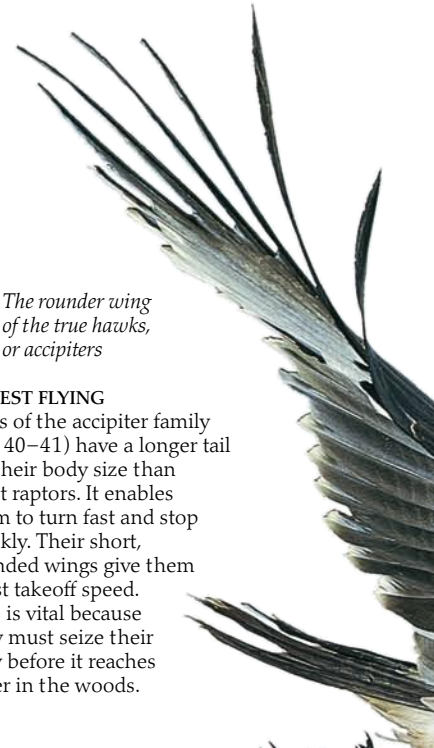 The rounder wing
of the true hawks,
or accipiters
EST FLYING
s of the accipiter family
40–41) have a longer tail
heir body size than
t raptors. It enables
m to turn fast and stop
kly. Their short,
nded wings give them
st takeoff speed.
is vital because
y must seize their
y before it reaches
er in the woods.